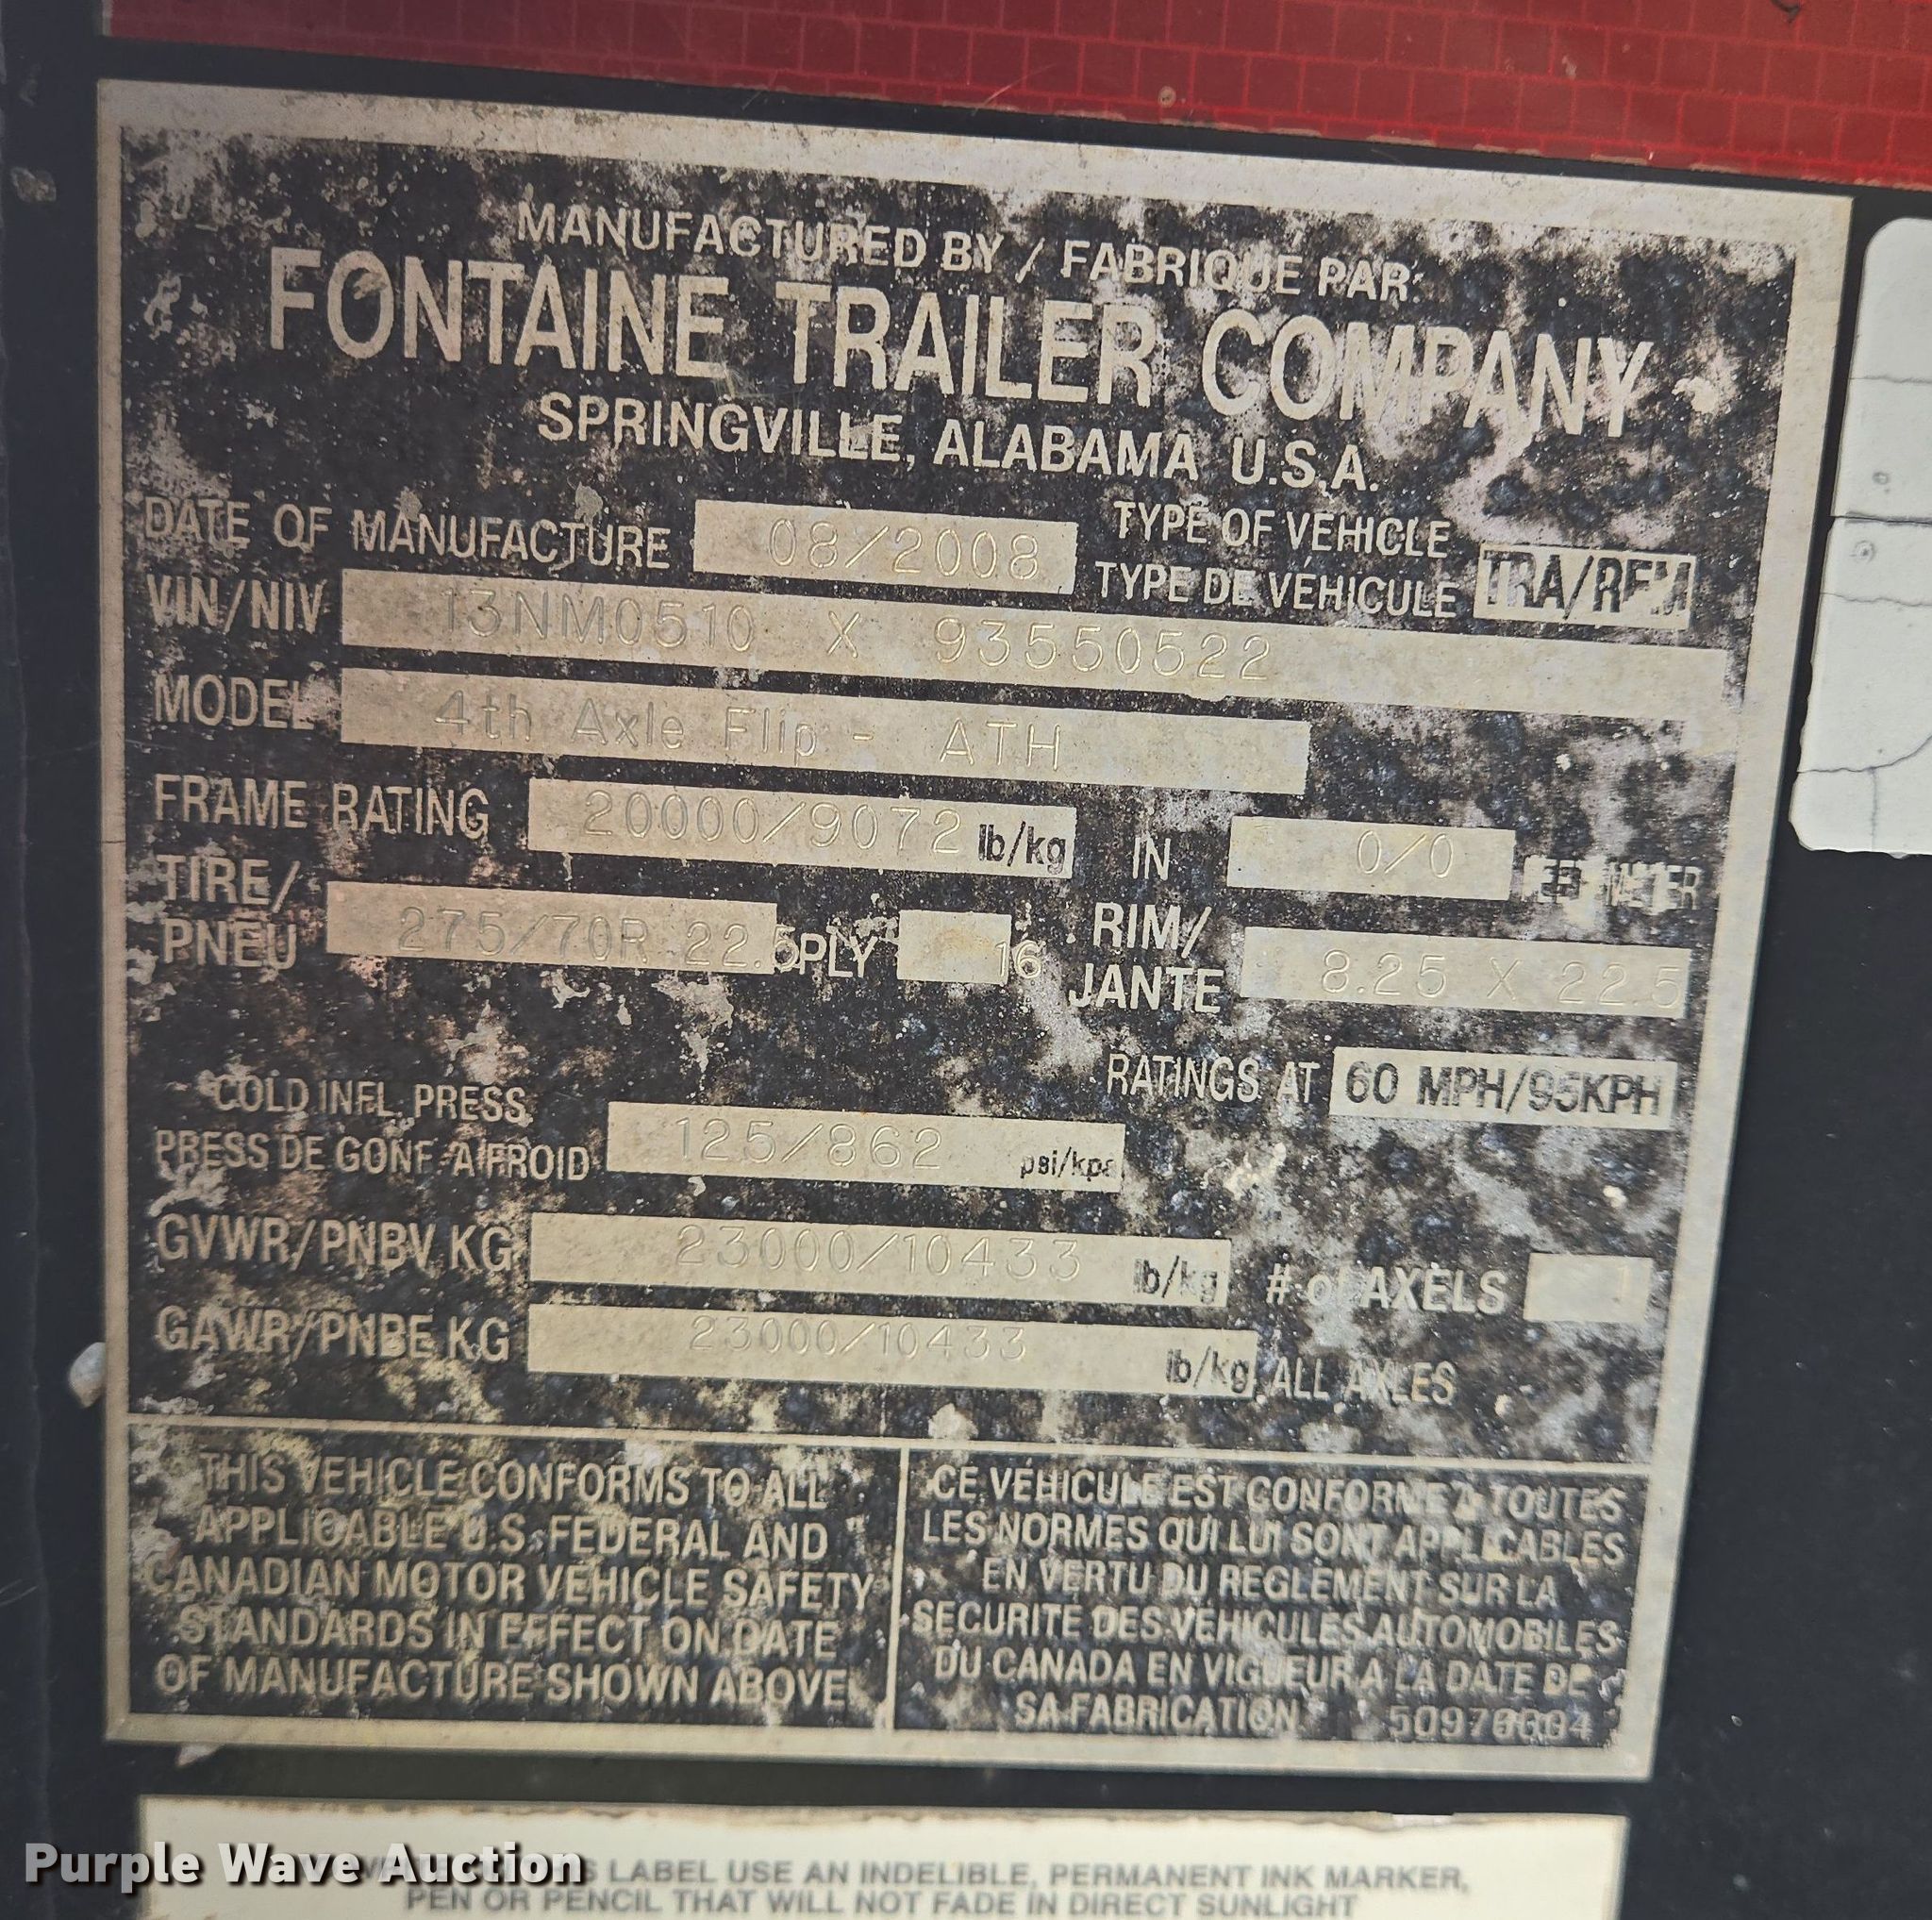 MANUFACTURED BY / FABRIQUE PAR:
FONTAINE TRAILER COMPANY
SPRINGVILLE, ALABAMA U.S.A.
DATE OF MANUFACTURE 08/2008 TYPE OF VEHICLE
TYPE DE VÉHICULE TRA/REM
VIN/NIV 13NM0510 X 93550522
MODEL 4th Axle Flip - ATH
FRAME RATING 20000/9072 lb/kg IN 0/0 FEET METER
TIRE/
PNEU 275/70R 22.5 PLY 16 RIM/
JANTE 8.25 X 22.5
RATINGS AT 60 MPH/95KPH
COLD INFL. PRESS.
PRESS DE GONF. A FROID 125/862 psi/kpa
GVWR/PNBV KG 23000/10433 lb/kg # of AXELS 1
GAWR/PNBE KG 23000/10433 lb/kg ALL AXLES
THIS VEHICLE CONFORMS TO ALL
APPLICABLE U.S. FEDERAL AND
CANADIAN MOTOR VEHICLE SAFETY
STANDARDS IN EFFECT ON DATE
OF MANUFACTURE SHOWN ABOVE
CE VÉHICULE EST CONFORME À TOUTES
LES NORMES QUI LUI SONT APPLICABLES
EN VERTU DU REGLEMENT SUR LA
SECURITE DES VEHICULES AUTOMOBILES
DU CANADA EN VIGUEUR A LA DATE DE
SA FABRICATION.
LABEL USE AN INDELIBLE, PERMANENT INK MARKER,
PEN OR PENCIL THAT WILL NOT FADE IN DIRECT SUNLIGHT
Purple Wave Auction